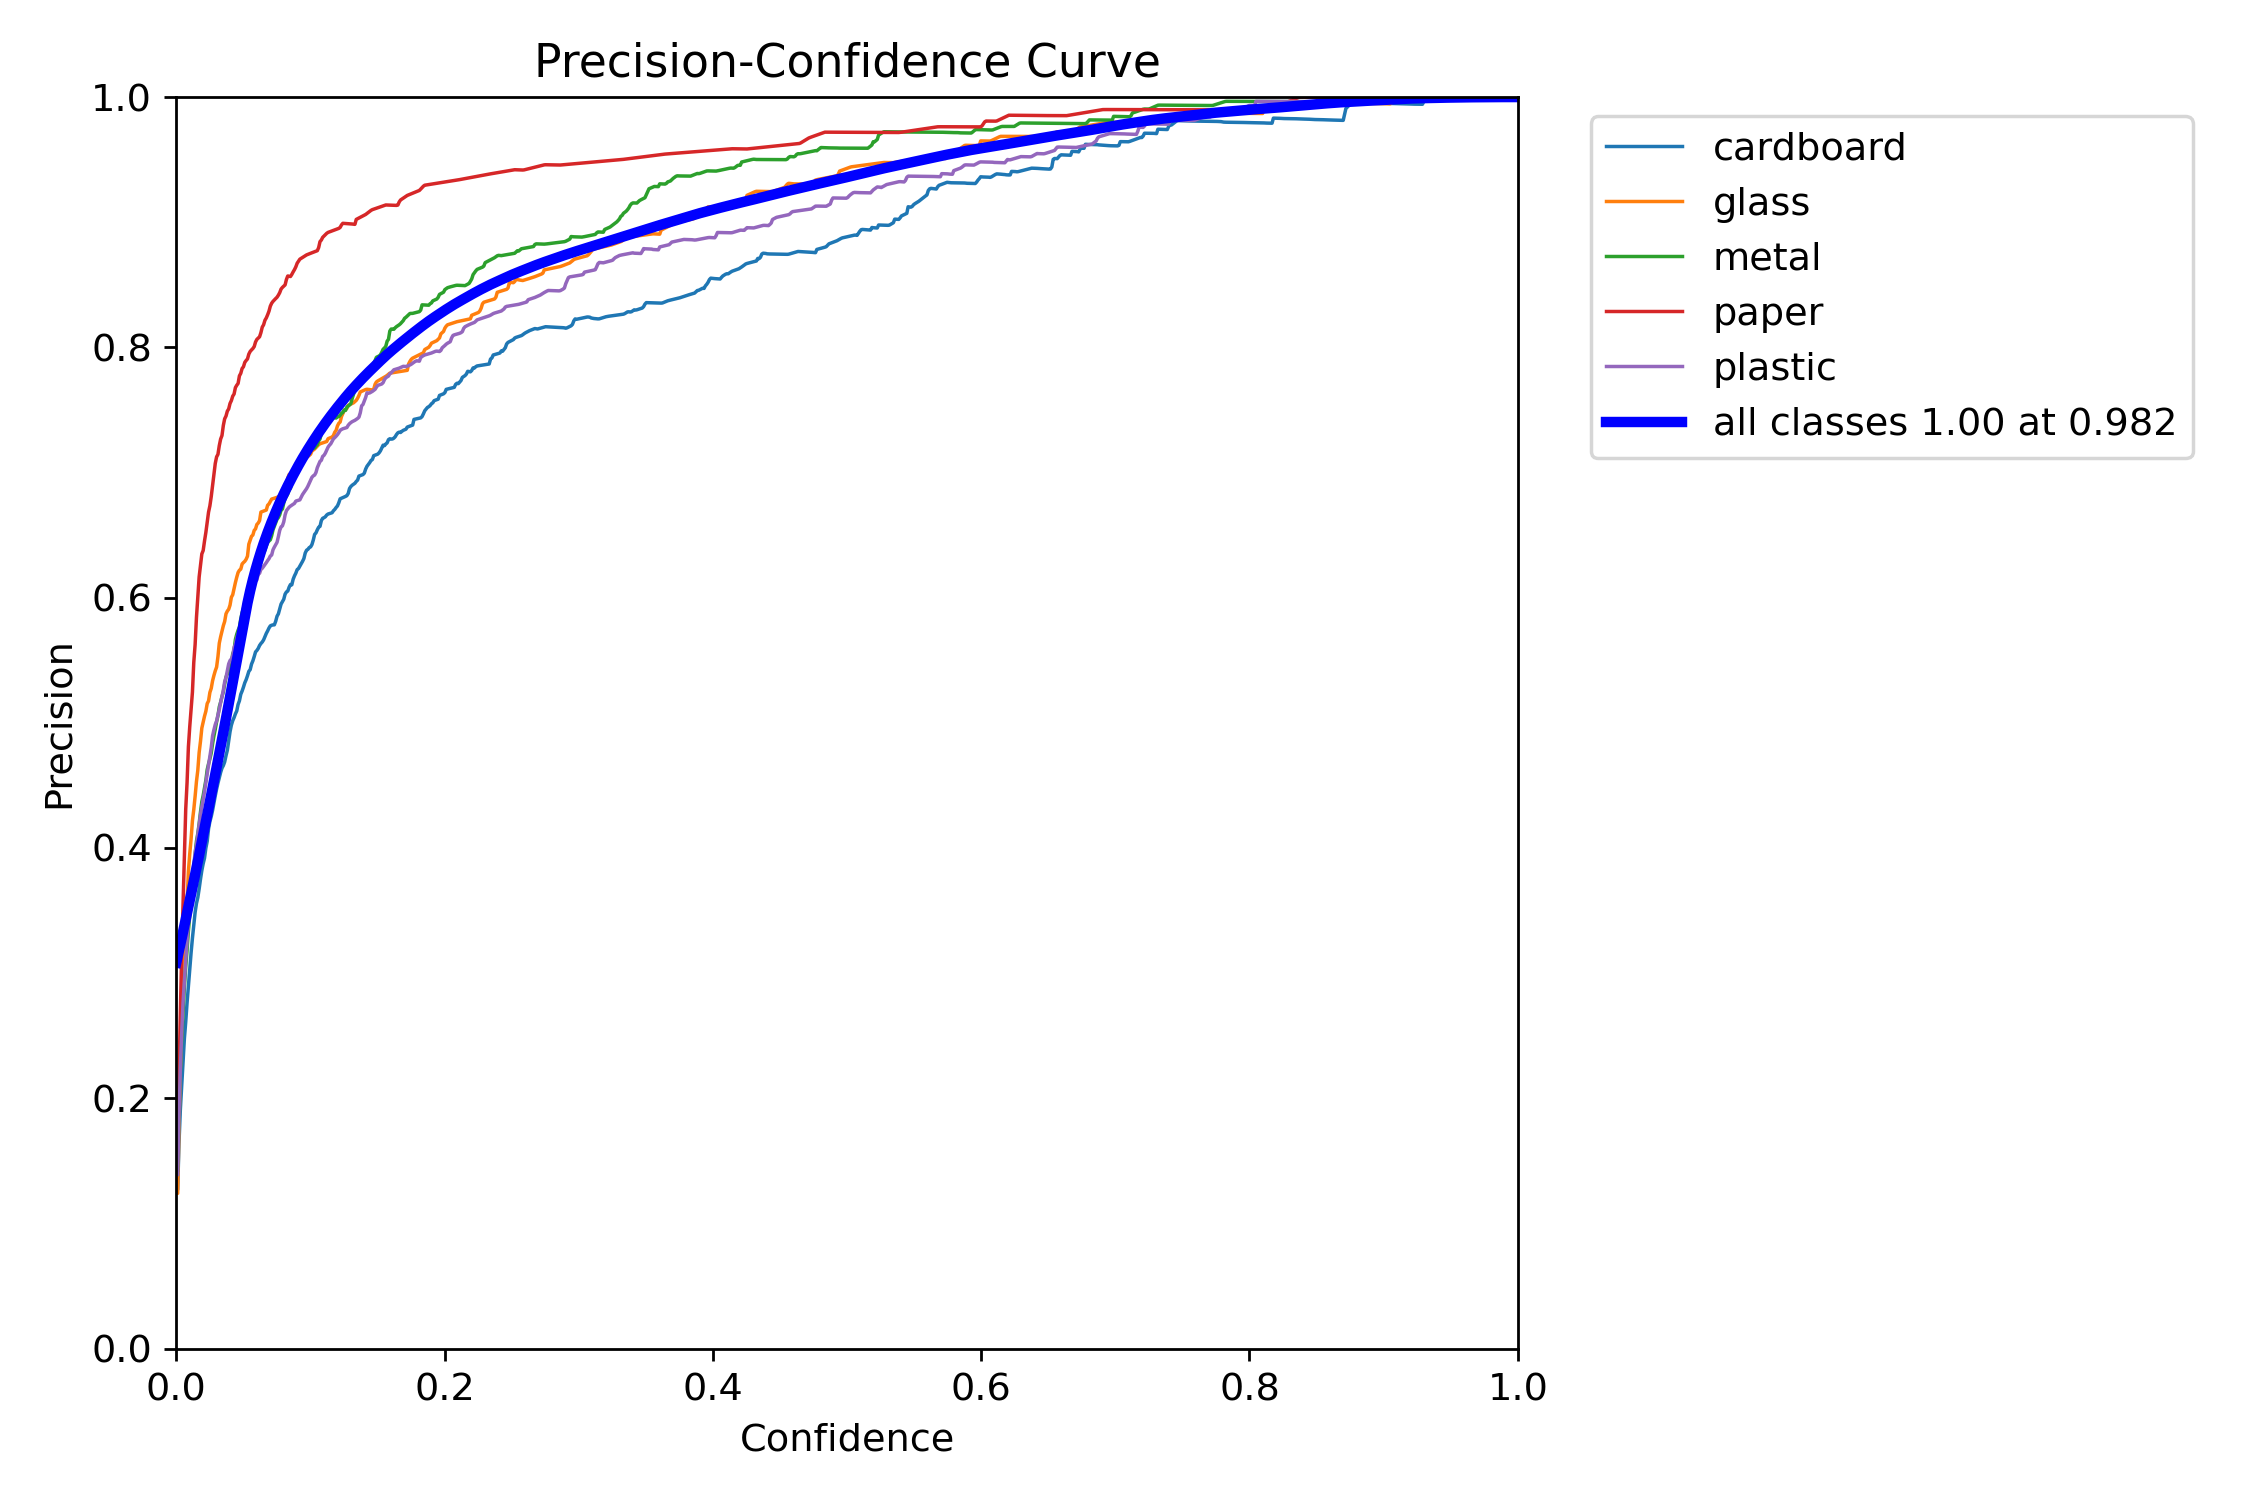 Precision-Confidence Curve
1.0
0.8
0.6
0.4
0.2
0.0
Precision
0.0 0.2 0.4 0.6 0.8 1.0
Confidence
cardboard
glass
metal
paper
plastic
all classes 1.00 at 0.982